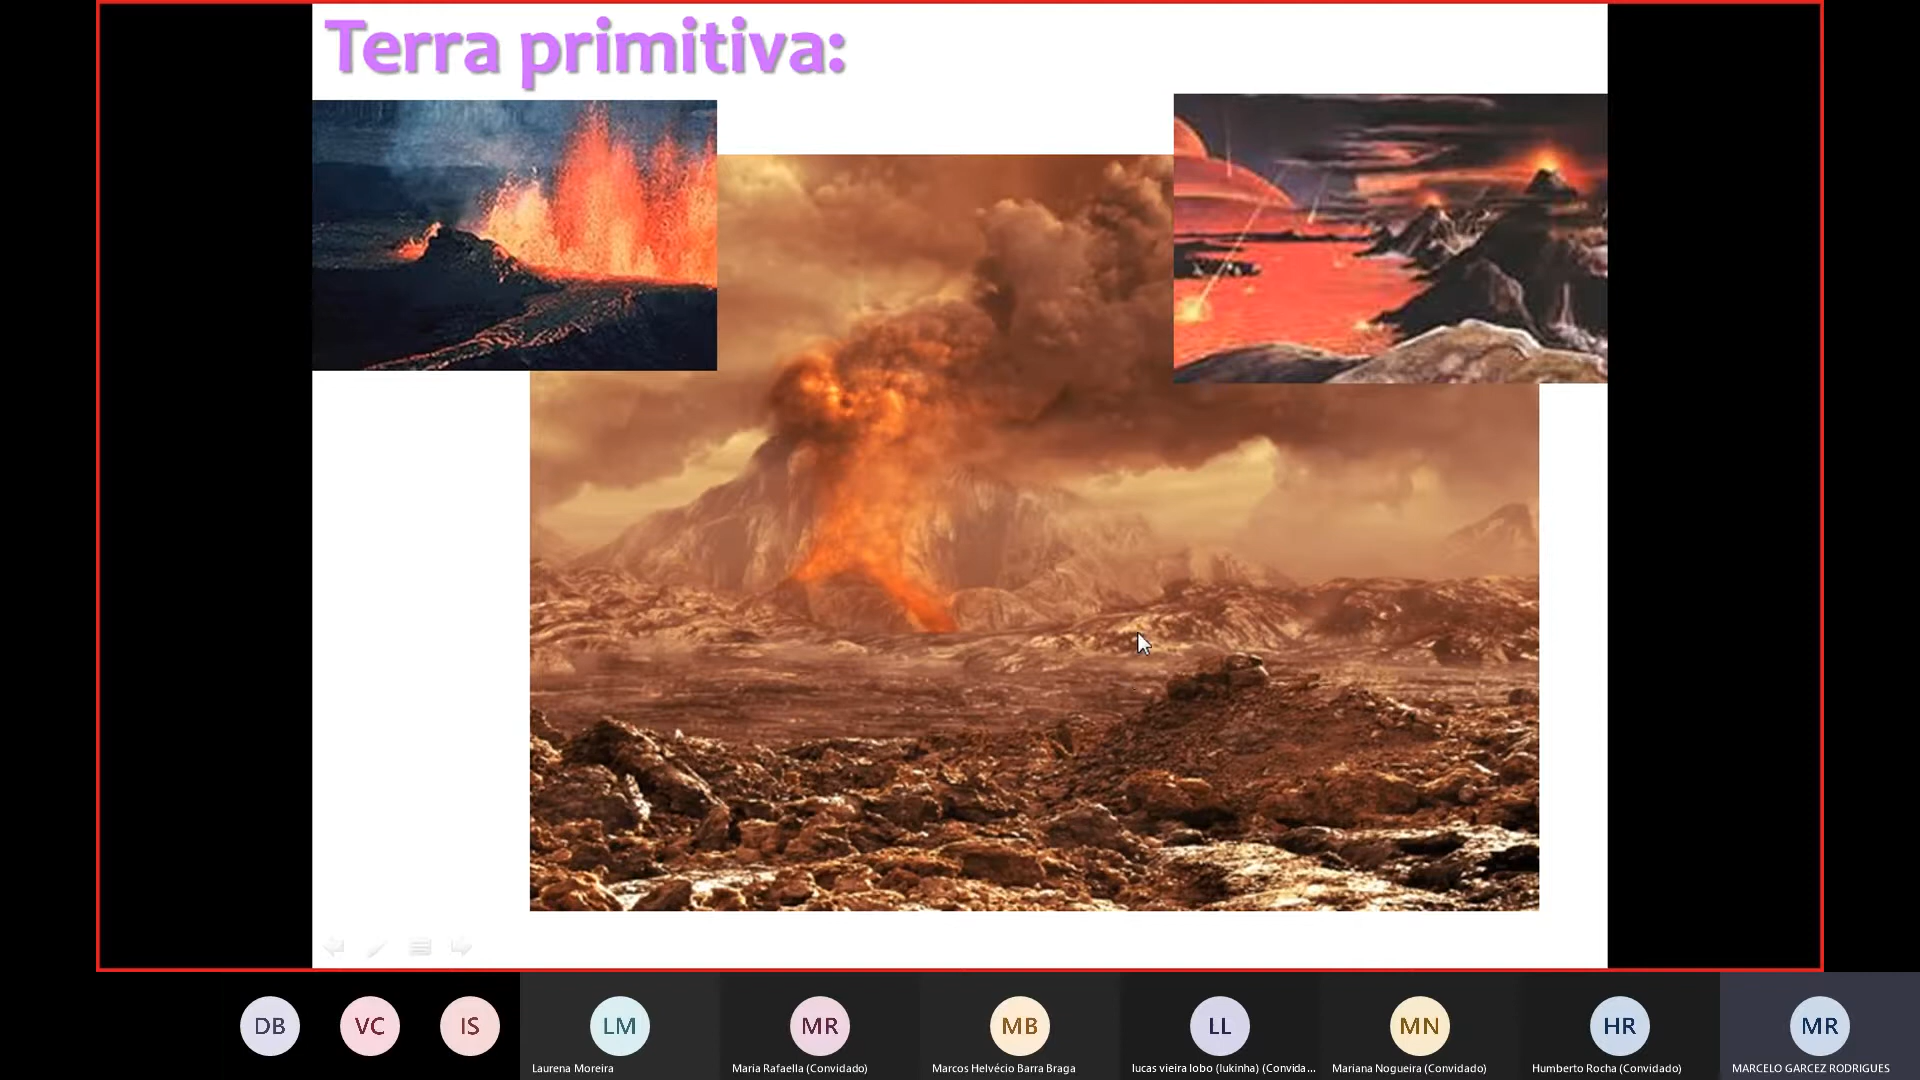 Terra primitiva:
DB
VC
IS
LM
MR
MB
LL
MN
HR
MR
Laurena Moreira
Maria Rafaella (Convidado)
Marcos Helvécio Barra Braga
lucas vieira lobo (lukinha) (Convida...
Mariana Nogueira (Convidado)
Humberto Rocha (Convidado)
MARCELO GARCEZ RODRIGUES